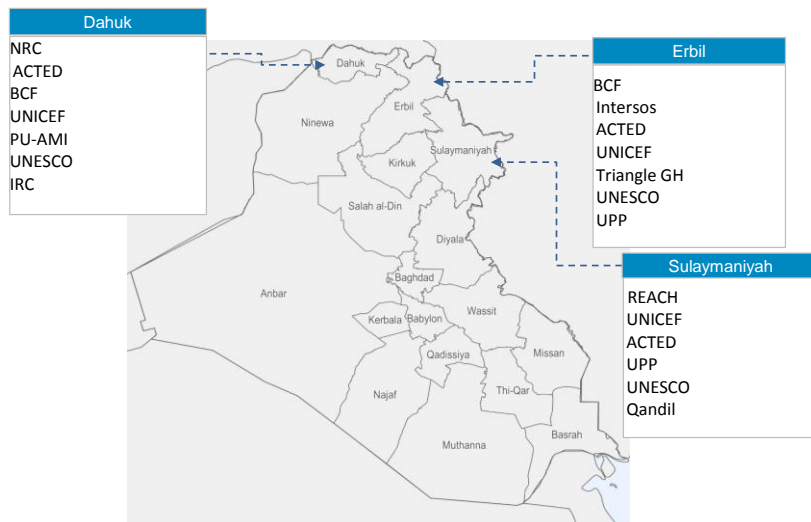 Dahuk
NRC
ACTED
BCF
UNICEF
PU-AMI
UNESCO
IRC
Erbil
BCF
Intersos
ACTED
UNICEF
Triangle GH
UNESCO
UPP
Sulaymaniyah
REACH
UNICEF
ACTED
UPP
UNESCO
Qandil
Dahuk
Erbil
Ninewa
Sulaymaniyah
Kirkuk
Salah al-Din
Diyala
Baghdad
Anbar
Wassit
Kerbala
Babylon
Qadissiya
Missan
Najaf
Thi-Qar
Basrah
Muthanna